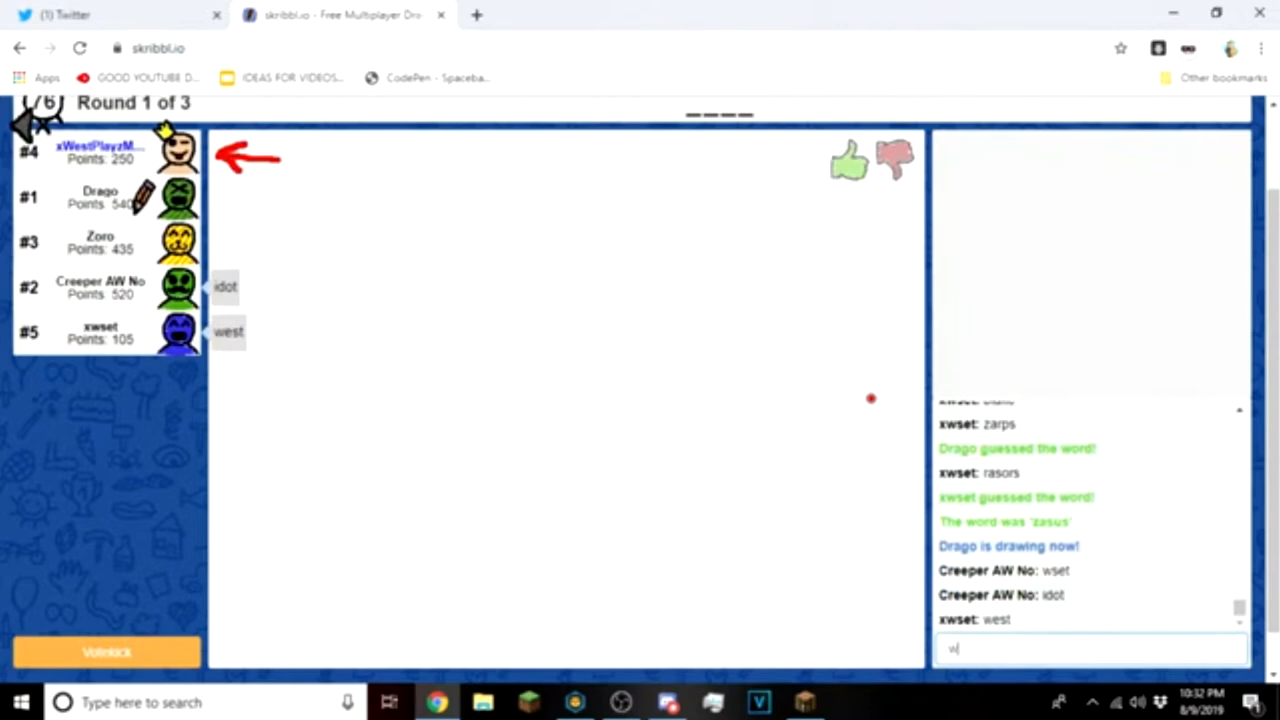 (1) Twitter
skribbl.io - Free Multiplayer Dra
skribbl.io
Apps
GOOD YOUTUBE D...
IDEAS FOR VIDEOS...
CodePen - Spaceba...
Other bookmarks
76
Round 1 of 3
#4
xWestPlayzM...
Points: 250
#1
Drago
Points: 540
#3
Zoro
Points: 435
#2
Creeper AW No
Points: 520
idot
#5
xwset
Points: 105
west
xwset: zarps
Drago guessed the word!
xwset: rasors
xwset guessed the word!
The word was 'zasus'
Drago is drawing now!
Creeper AW No: wset
Creeper AW No: idot
xwset: west
w
Votekick
Type here to search
10:32 PM
8/9/2019